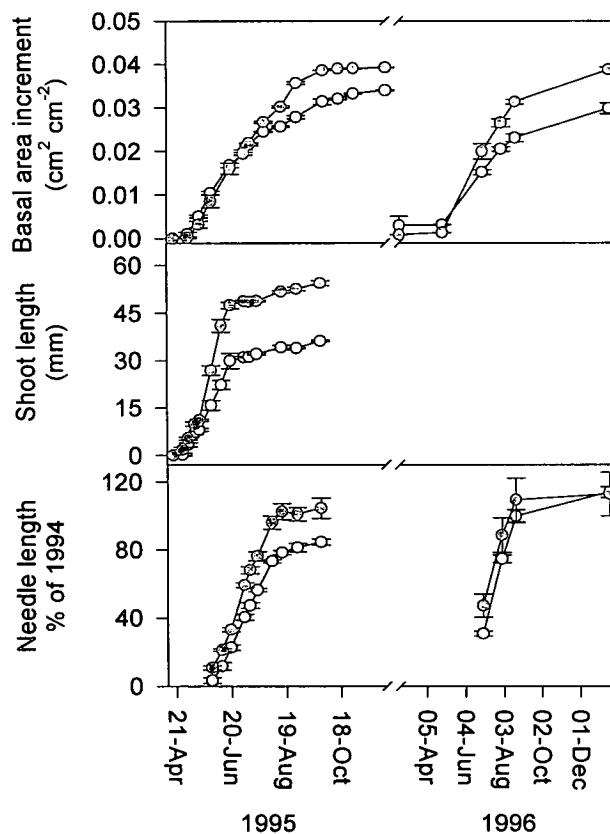 Basal area increment
(cm² cm⁻²)
0.05
0.04
0.03
0.02
0.01
0.00
Shoot length
(mm)
60
45
30
15
0
Needle length
% of 1994
120
80
40
0
21-Apr
20-Jun
19-Aug
18-Oct
05-Apr
04-Jun
03-Aug
02-Oct
01-Dec
1995
1996